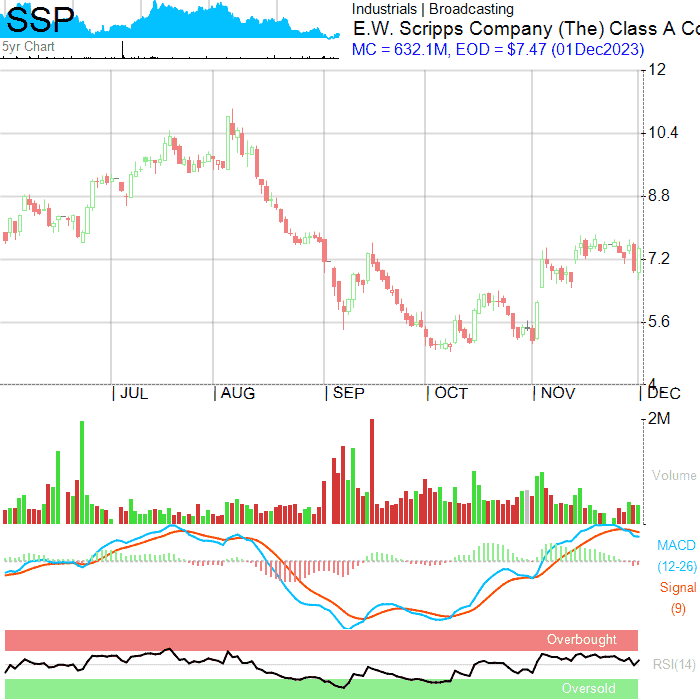 SSP
5yr Chart
Industrials | Broadcasting
E.W. Scripps Company (The) Class A Co
MC = 632.1M, EOD = $7.47 (01Dec2023)
12
10.4
8.8
7.2
5.6
4
| JUL | AUG | SEP | OCT | NOV | DEC
2M
Volume
MACD
(12-26)
Signal
(9)
Overbought
RSI(14)
Oversold